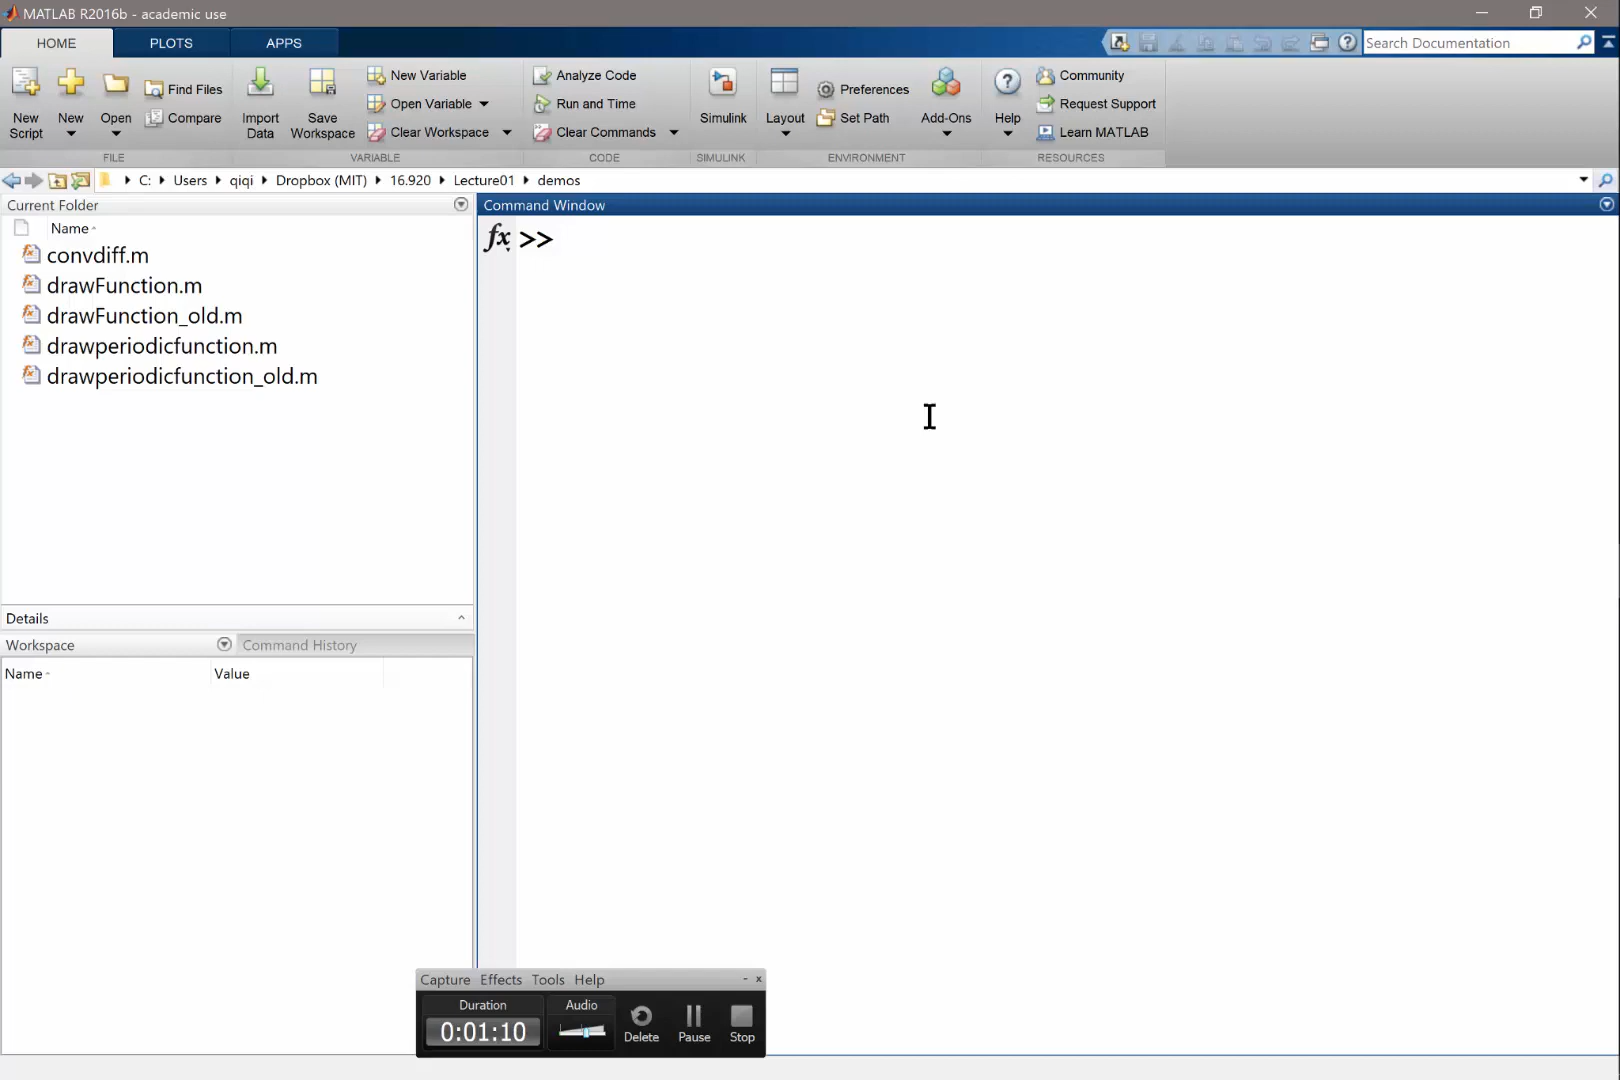 MATLAB R2016b - academic use
HOME PLOTS APPS
Search Documentation
New Script
New
Open
Find Files
Compare
Import Data
Save Workspace
New Variable
Open Variable
Clear Workspace
Analyze Code
Run and Time
Clear Commands
Simulink
Layout
Preferences
Set Path
Add-Ons
Help
Community
Request Support
Learn MATLAB
FILE VARIABLE CODE SIMULINK ENVIRONMENT RESOURCES
C: Users qiqi Dropbox (MIT) 16.920 Lecture01 demos
Current Folder
Name
convdiff.m
drawFunction.m
drawFunction_old.m
drawperiodicfunction.m
drawperiodicfunction_old.m
Details
Workspace Command History
Name Value
Command Window
fx >>
Capture Effects Tools Help
Duration
0:01:10
Audio
Delete
Pause
Stop